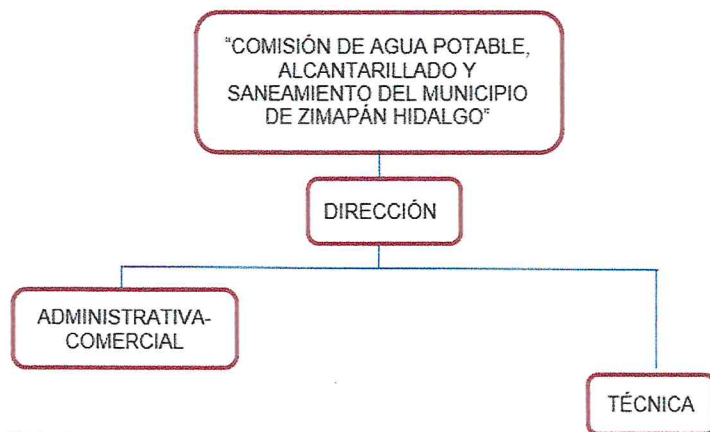 "COMISIÓN DE AGUA POTABLE,
ALCANTARILLADO Y
SANEAMIENTO DEL MUNICIPIO
DE ZIMAPÁN HIDALGO"
DIRECCIÓN
ADMINISTRATIVA-
COMERCIAL
TÉCNICA